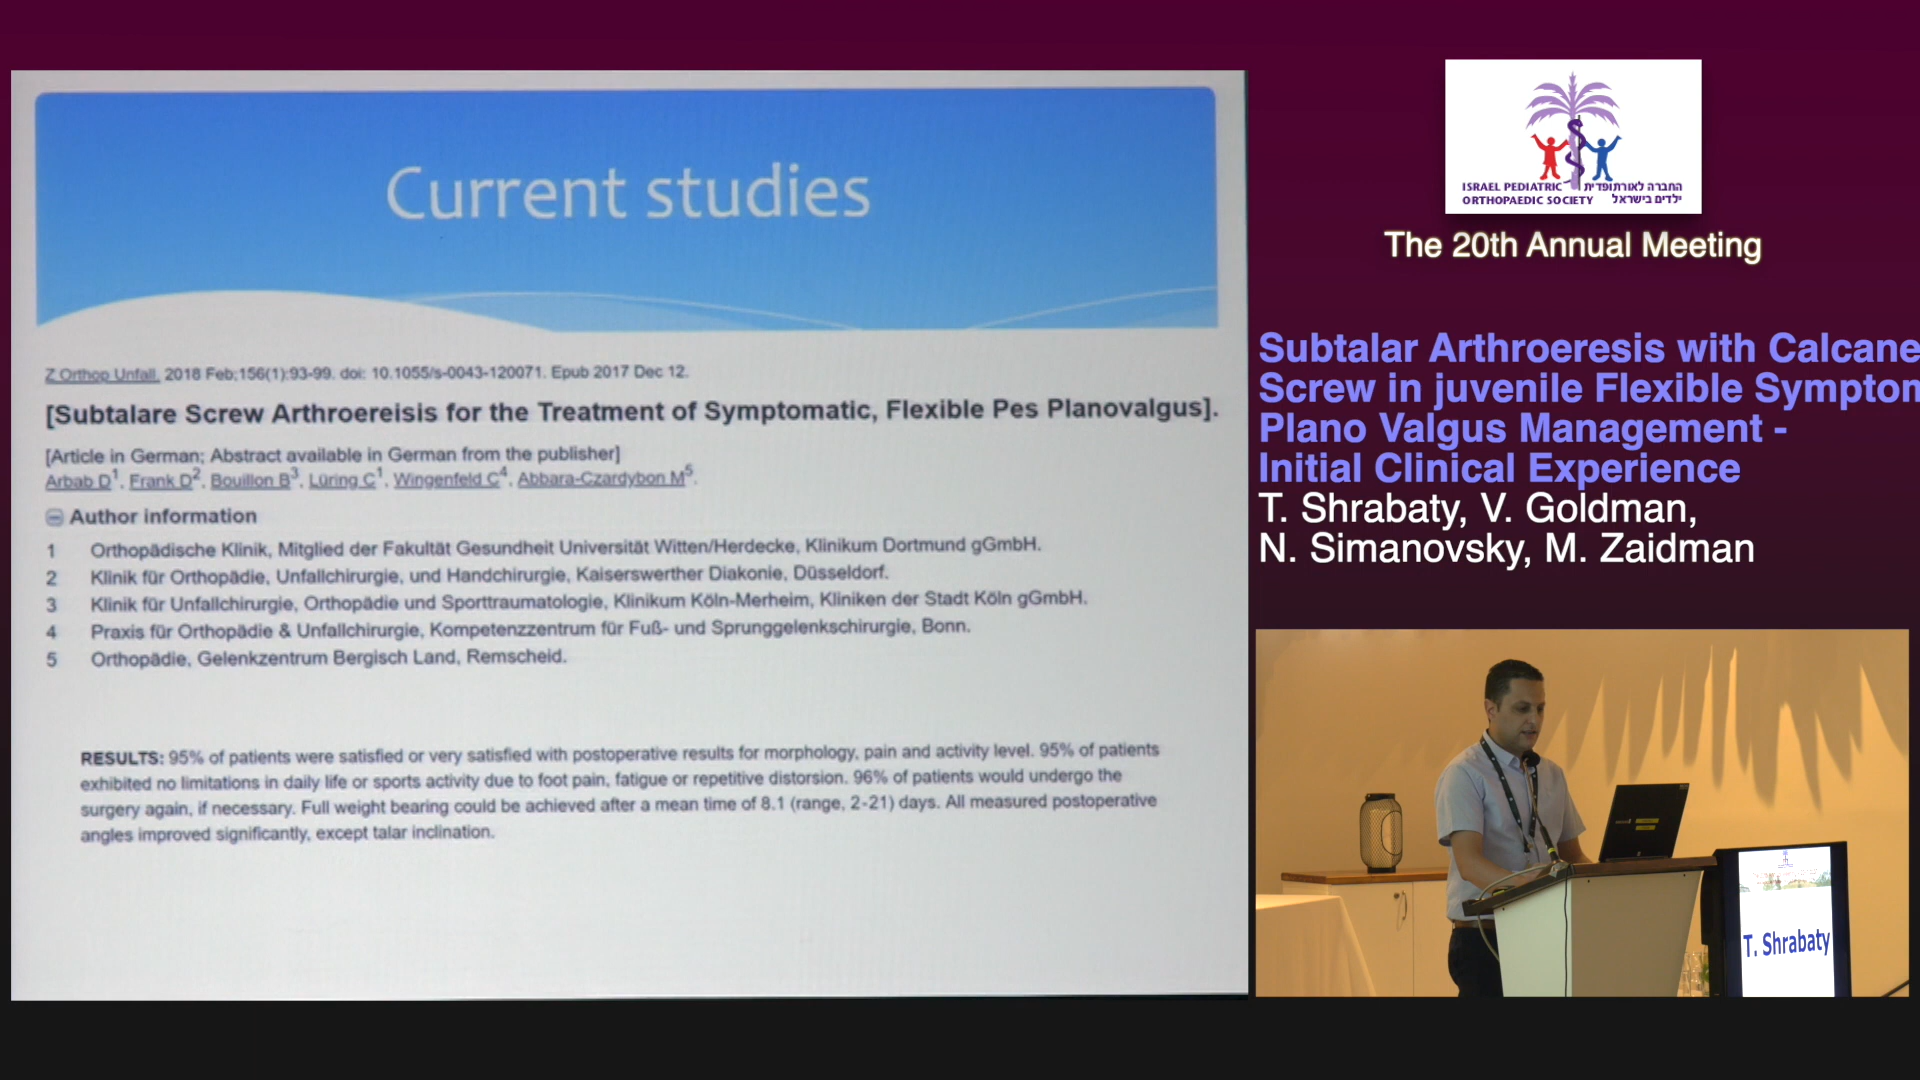 Current studies
Z Orthop Unfall. 2018 Feb;156(1):93-99. doi: 10.1055/s-0043-120071. Epub 2017 Dec 12.
[Subtalare Screw Arthroereisis for the Treatment of Symptomatic, Flexible Pes Planovalgus].
[Article in German; Abstract available in German from the publisher]
Arbab D1, Frank D2, Bouillon B3, Lüring C1, Wingenfeld C4, Abbara-Czardybon M5.
Author information
1 Orthopädische Klinik, Mitglied der Fakultät Gesundheit Universität Witten/Herdecke, Klinikum Dortmund gGmbH.
2 Klinik für Orthopädie, Unfallchirurgie, und Handchirurgie, Kaiserswerther Diakonie, Düsseldorf.
3 Klinik für Unfallchirurgie, Orthopädie und Sporttraumatologie, Klinikum Köln-Merheim, Kliniken der Stadt Köln gGmbH.
4 Praxis für Orthopädie & Unfallchirurgie, Kompetenzzentrum für Fuß- und Sprunggelenkschirurgie, Bonn.
5 Orthopädie, Gelenkzentrum Bergisch Land, Remscheid.
RESULTS: 95% of patients were satisfied or very satisfied with postoperative results for morphology, pain and activity level. 95% of patients
exhibited no limitations in daily life or sports activity due to foot pain, fatigue or repetitive distorsion. 96% of patients would undergo the
surgery again, if necessary. Full weight bearing could be achieved after a mean time of 8.1 (range, 2-21) days. All measured postoperative
angles improved significantly, except talar inclination.
ISRAEL PEDIATRIC החברה לאורתופדית
ORTHOPAEDIC SOCIETY ילדים בישראל
The 20th Annual Meeting
Subtalar Arthroeresis with Calcane
Screw in juvenile Flexible Symptom
Plano Valgus Management -
Initial Clinical Experience
T. Shrabaty, V. Goldman,
N. Simanovsky, M. Zaidman
T. Shrabaty